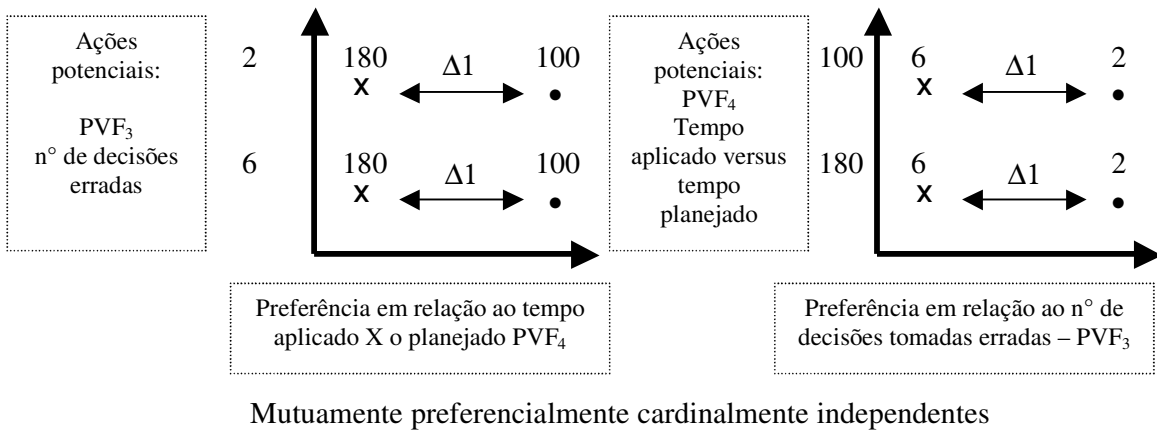 Ações
potenciais:
PVF₃
n° de decisões
erradas
2
180 Δ1 100
X •
6
180 Δ1 100
X •
Preferência em relação ao tempo
aplicado X o planejado PVF₄
Ações
potenciais:
PVF₄
Tempo
aplicado versus
tempo
planejado
100
6 Δ1 2
X •
180
6 Δ1 2
X •
Preferência em relação ao n° de
decisões tomadas erradas – PVF₃
Mutuamente preferencialmente cardinalmente independentes